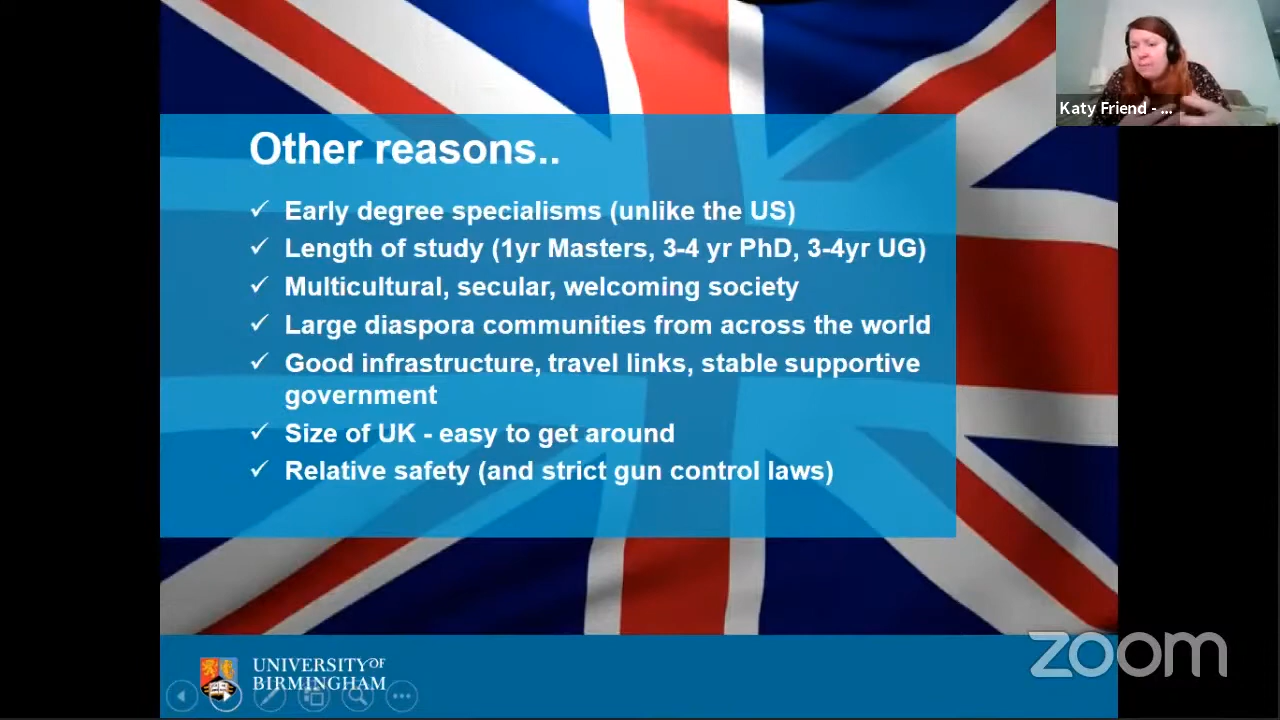 Katy Friend - ...
Other reasons..
✓ Early degree specialisms (unlike the US)
✓ Length of study (1yr Masters, 3-4 yr PhD, 3-4yr UG)
✓ Multicultural, secular, welcoming society
✓ Large diaspora communities from across the world
✓ Good infrastructure, travel links, stable supportive
government
✓ Size of UK - easy to get around
✓ Relative safety (and strict gun control laws)
UNIVERSITY OF
BIRMINGHAM
zoom